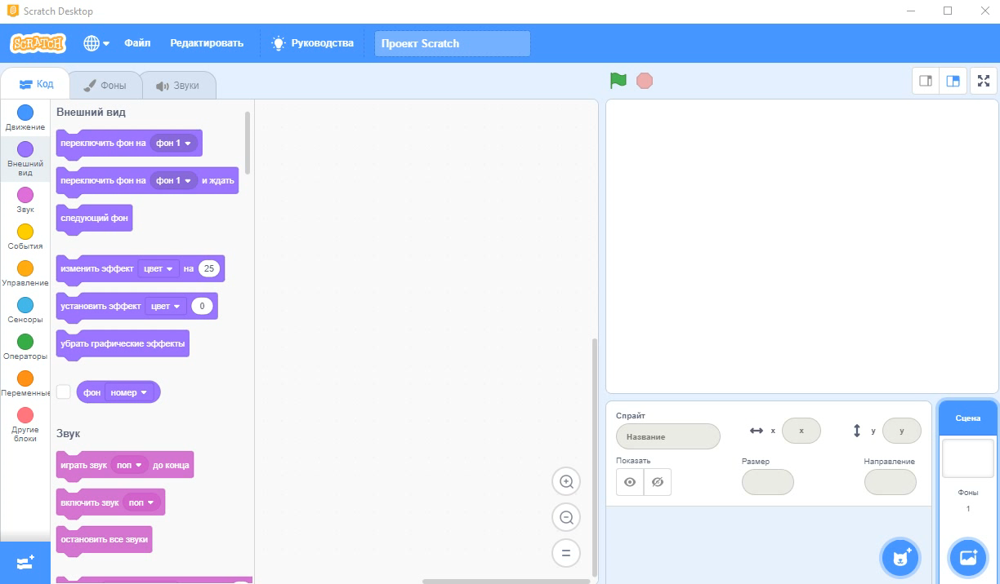 Scratch Desktop
SCRATCH
Файл
Редактировать
Руководства
Проект Scratch
Код
Фоны
Звуки
Движение
Внешний
вид
Звук
События
Управление
Сенсоры
Операторы
Переменные
Другие
блоки
Внешний вид
переключить фон на фон 1
переключить фон на фон 1 и ждать
следующий фон
изменить эффект цвет на 25
установить эффект цвет 0
убрать графические эффекты
фон номер
Звук
играть звук поп до конца
включить звук поп
остановить все звуки
Спрайт
Название
x x
y y
Показать
Размер
Направление
Сцена
Фоны
1